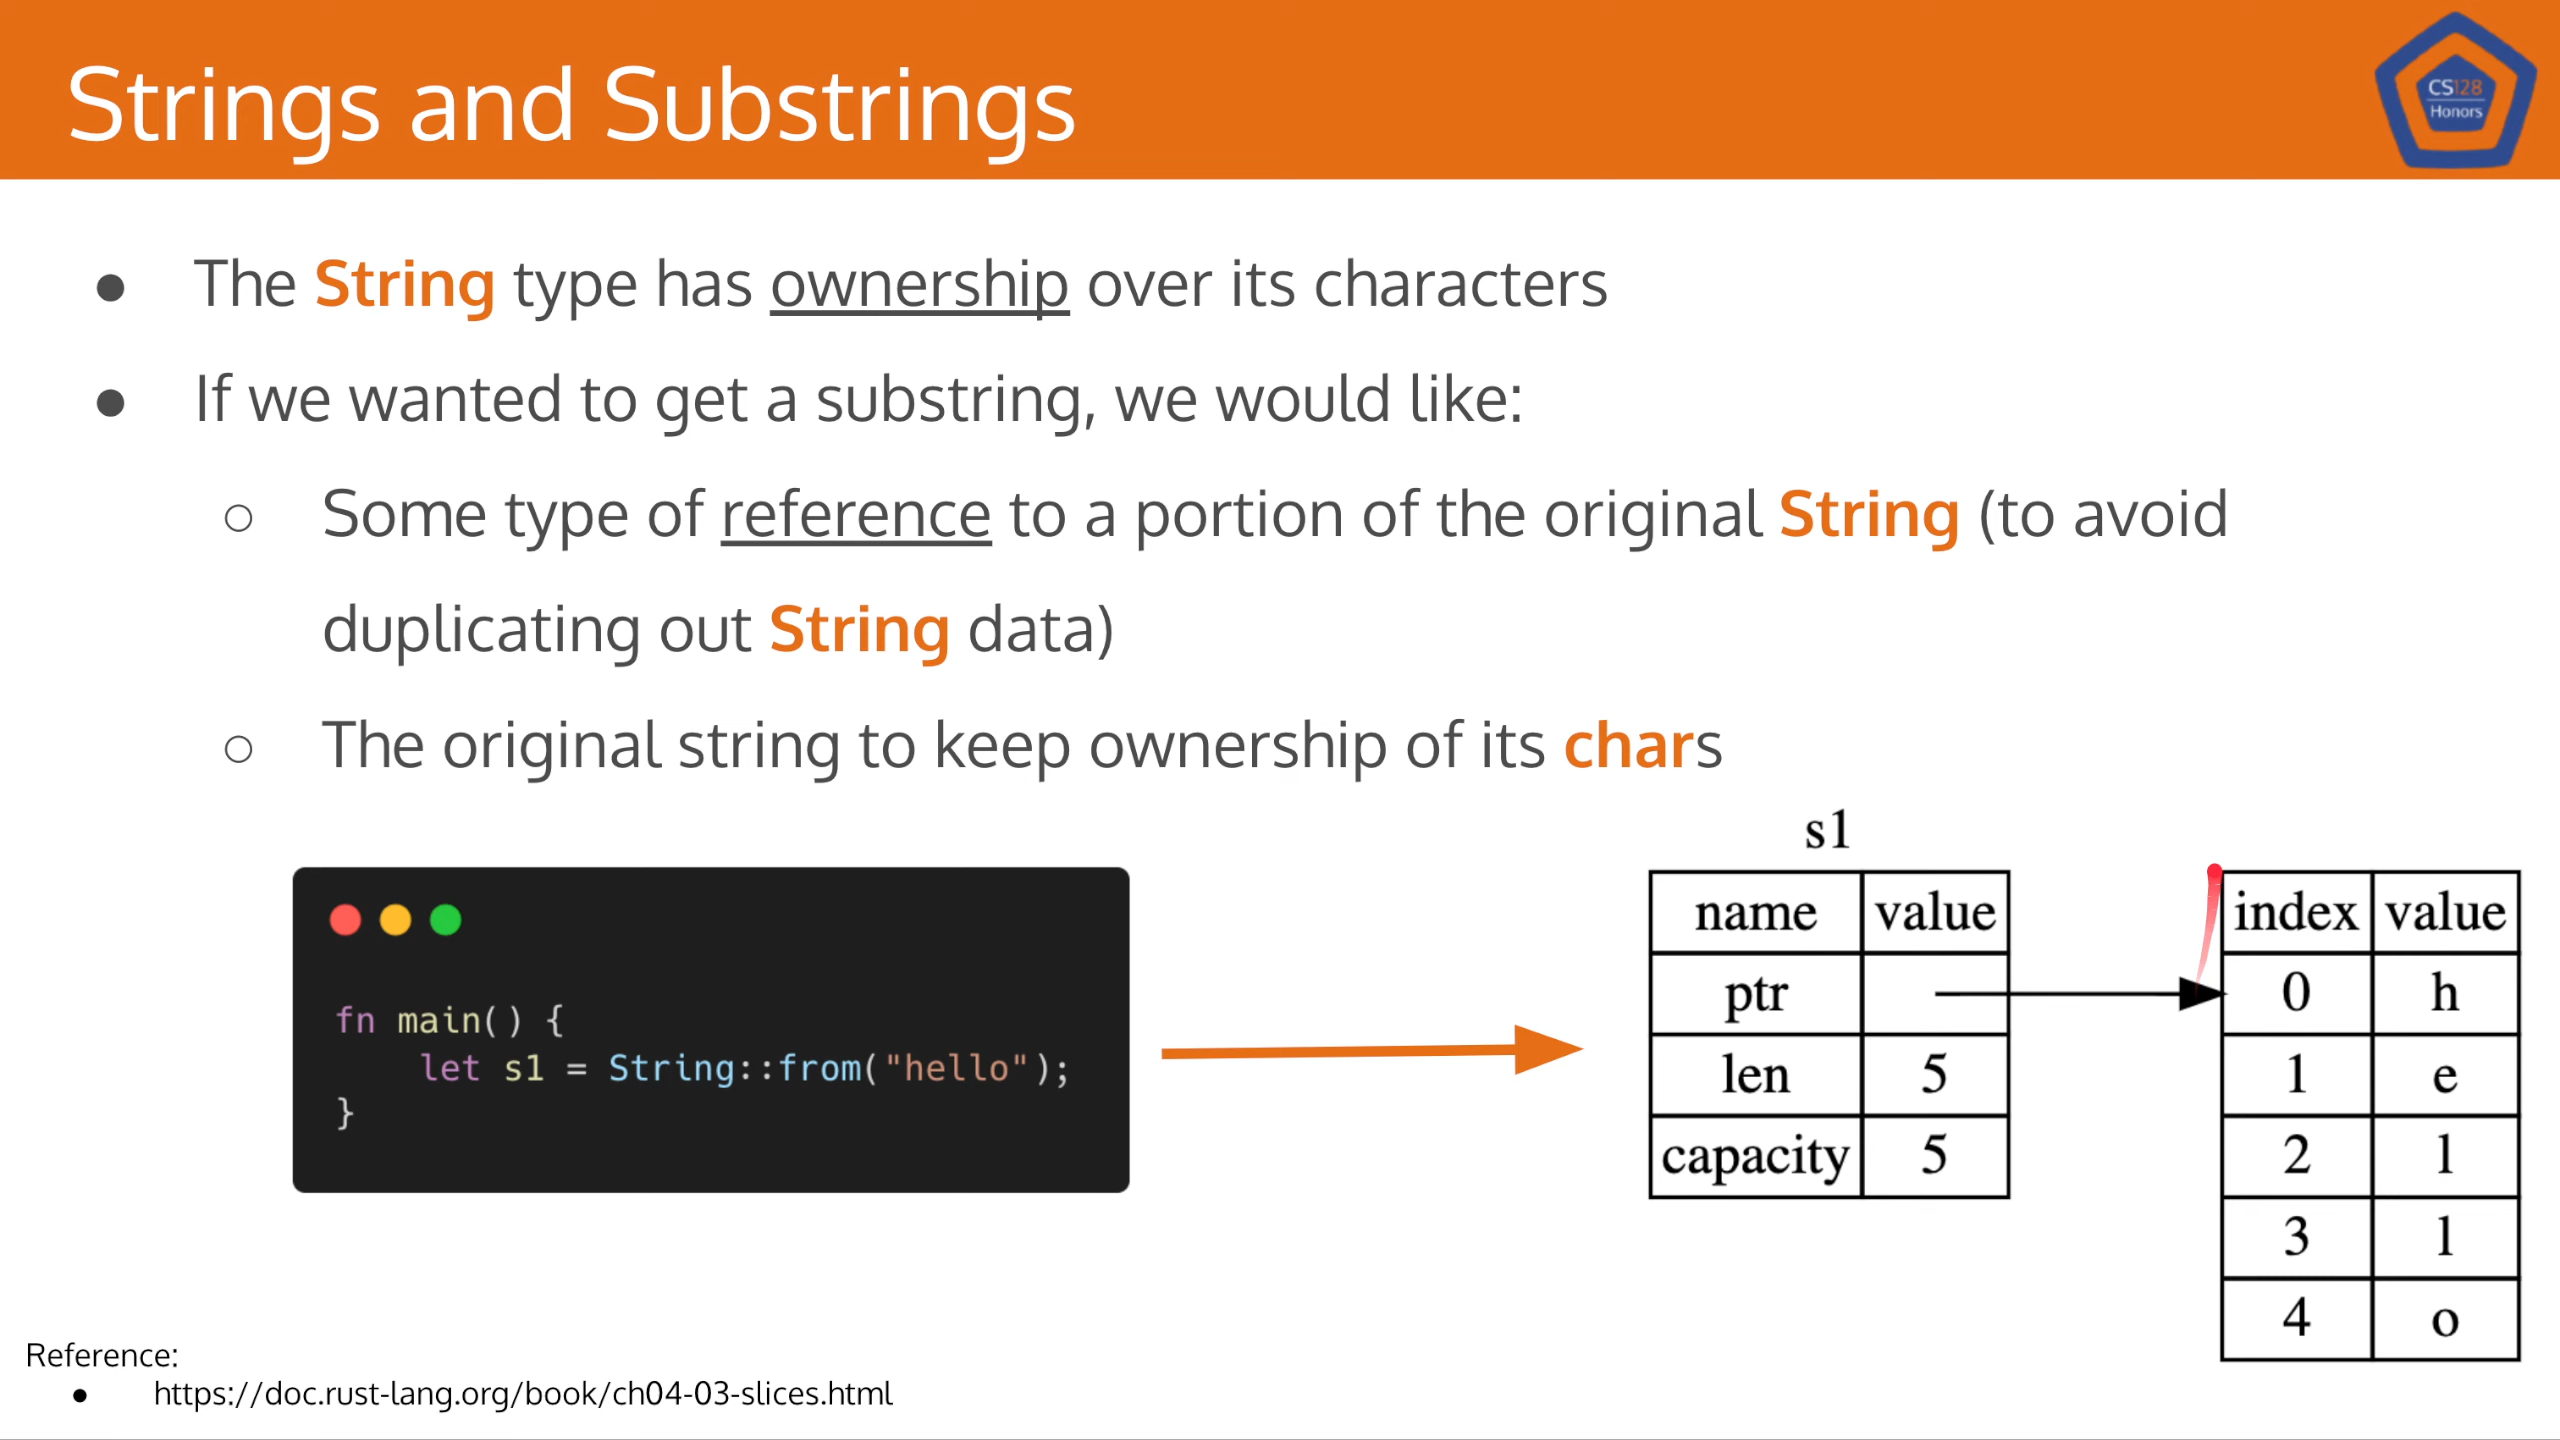 Strings and Substrings
CS128
Honors
● The String type has ownership over its characters
● If we wanted to get a substring, we would like:
○ Some type of reference to a portion of the original String (to avoid
duplicating out String data)
○ The original string to keep ownership of its chars
fn main() {
let s1 = String::from("hello");
}
s1
name value
ptr
len 5
capacity 5
index value
0 h
1 e
2 l
3 l
4 o
Reference:
● https://doc.rust-lang.org/book/ch04-03-slices.html